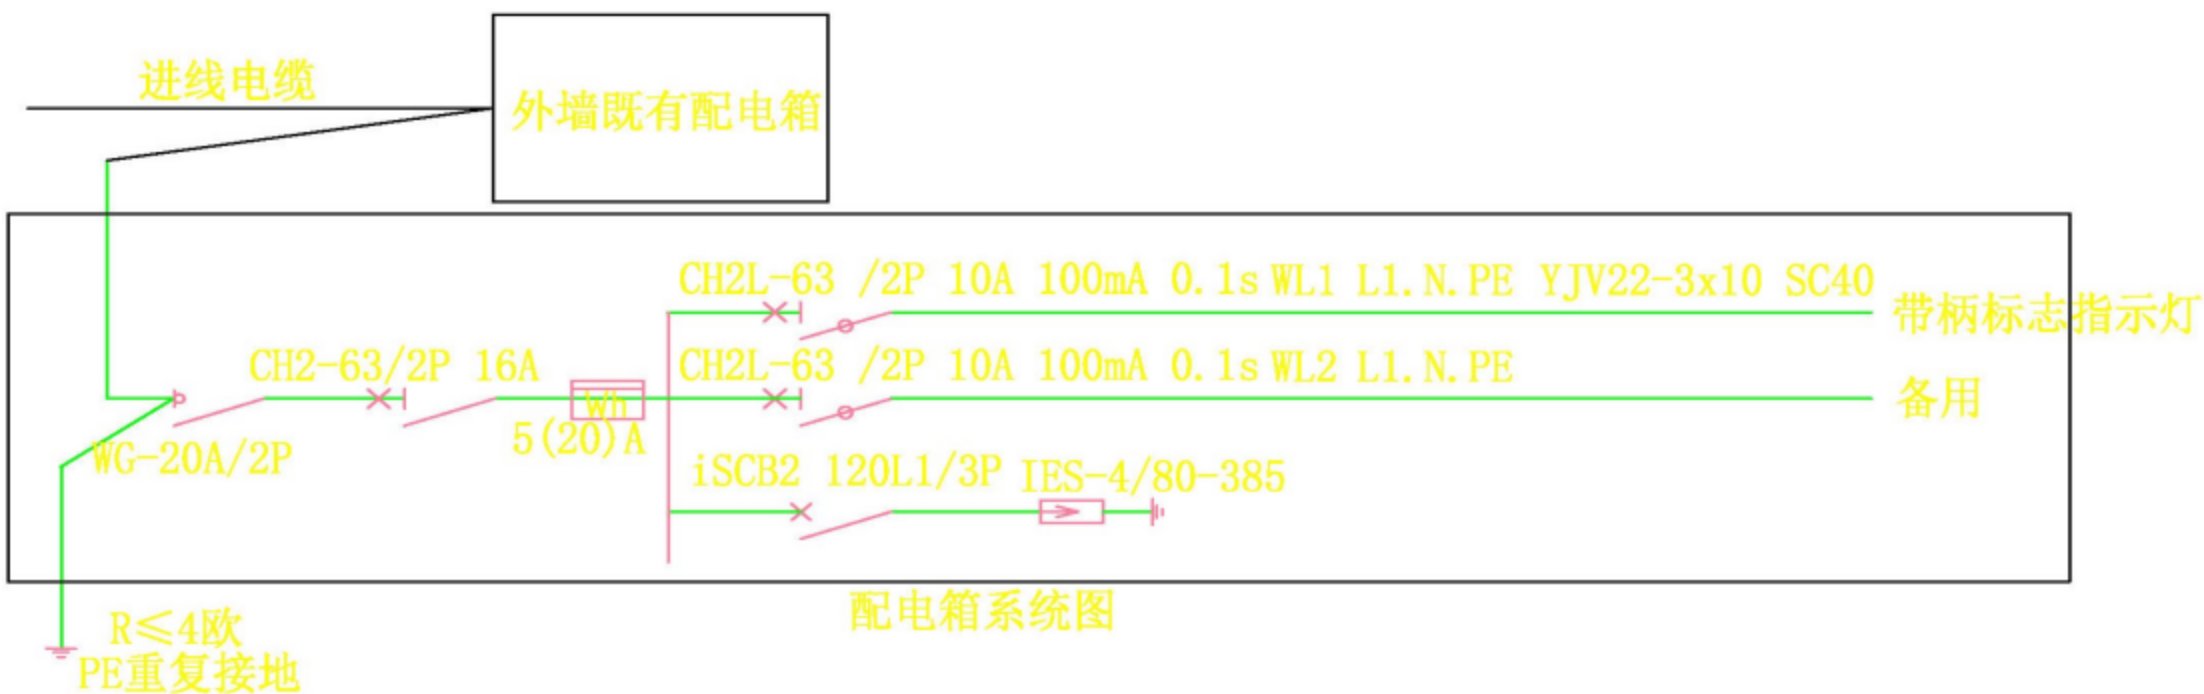 进线电缆
外墙既有配电箱
CH2L-63 /2P 10A 100mA 0.1s WL1 L1.N.PE YJV22-3x10 SC40
带柄标志指示灯
CH2-63/2P 16A
CH2L-63 /2P 10A 100mA 0.1s WL2 L1.N.PE
备用
Wh
5(20)A
WG-20A/2P
iSCB2 120L1/3P IES-4/80-385
配电箱系统图
R≤4欧
PE重复接地